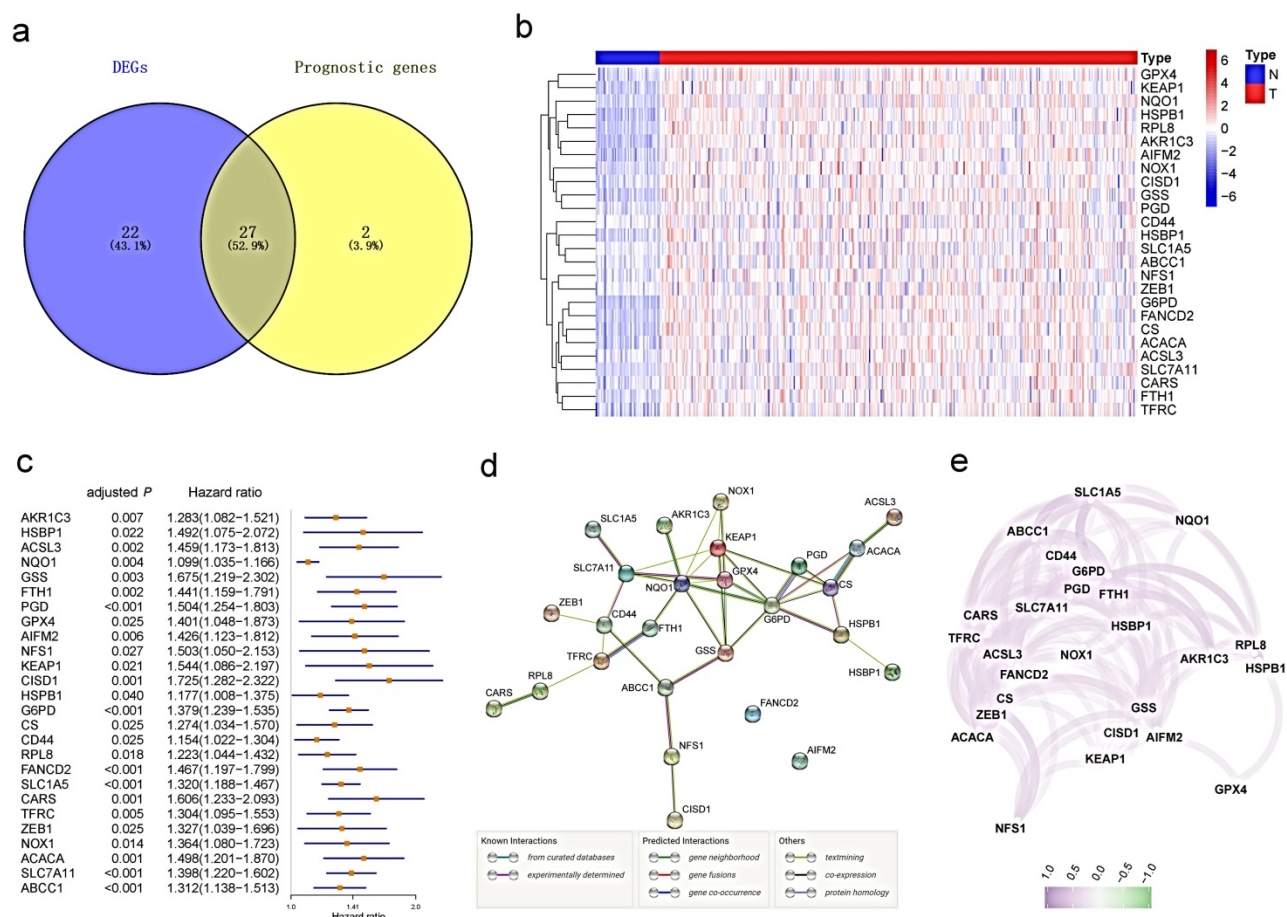 a
DEGs
Prognostic genes
22
(43.1%)
27
(52.9%)
2
(3.9%)
b
Type
GPX4
KEAP1
NQO1
HSPB1
RPL8
AKR1C3
AIFM2
NOX1
CISD1
GSS
PGD
CD44
HSBP1
SLC1A5
ABCC1
NFS1
ZEB1
G6PD
FANCD2
CS
ACACA
ACSL3
SLC7A11
CARS
FTH1
TFRC
6
4
2
0
−2
−4
−6
Type
N
T
c
adjusted P Hazard ratio
AKR1C3 0.007 1.283(1.082−1.521)
HSBP1 0.022 1.492(1.075−2.072)
ACSL3 0.002 1.459(1.173−1.813)
NQO1 0.004 1.099(1.035−1.166)
GSS 0.003 1.675(1.219−2.302)
FTH1 0.002 1.441(1.159−1.791)
PGD <0.001 1.504(1.254−1.803)
GPX4 0.025 1.401(1.048−1.873)
AIFM2 0.006 1.426(1.123−1.812)
NFS1 0.027 1.503(1.050−2.153)
KEAP1 0.021 1.544(1.086−2.197)
CISD1 0.001 1.725(1.282−2.322)
HSPB1 0.040 1.177(1.008−1.375)
G6PD <0.001 1.379(1.239−1.535)
CS 0.025 1.274(1.034−1.570)
CD44 0.025 1.154(1.022−1.304)
RPL8 0.018 1.223(1.044−1.432)
FANCD2 <0.001 1.467(1.197−1.799)
SLC1A5 <0.001 1.320(1.188−1.467)
CARS 0.001 1.606(1.233−2.093)
TFRC 0.005 1.304(1.095−1.553)
ZEB1 0.025 1.327(1.039−1.696)
NOX1 0.014 1.364(1.080−1.723)
ACACA 0.001 1.498(1.201−1.870)
SLC7A11 <0.001 1.398(1.220−1.602)
ABCC1 <0.001 1.312(1.138−1.513)
1.0 1.41 2.0
Hazard ratio
d
NOX1
ACSL3
SLC1A5
AKR1C3
KEAP1
ACACA
PGD
SLC7A11
GPX4
CS
NQO1
G6PD
ZEB1
CD44
FTH1
HSPB1
TFRC
GSS
HSBP1
RPL8
CARS
ABCC1
FANCD2
NFS1
AIFM2
CISD1
Known Interactions
from curated databases
experimentally determined
Predicted Interactions
gene neighborhood
gene fusions
gene co-occurrence
Others
textmining
co-expression
protein homology
e
SLC1A5
NQO1
ABCC1
CD44
G6PD
PGD
FTH1
SLC7A11
CARS
HSBP1
TFRC
RPL8
ACSL3
NOX1
AKR1C3
HSPB1
FANCD2
CS
GSS
ZEB1
CISD1
AIFM2
ACACA
KEAP1
GPX4
NFS1
1.0
0.5
0.0
−0.5
−1.0